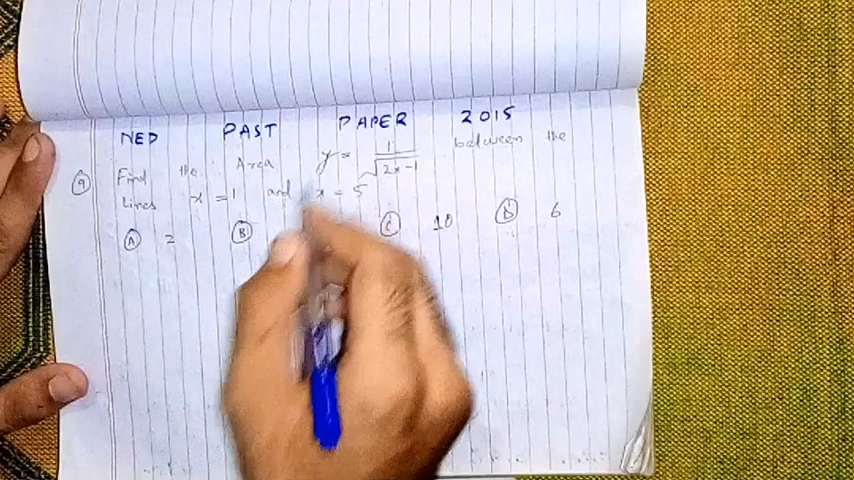 NED PAST PAPER 2015
Q Find the Area y = 1/√(2x-1) between the
Lines x = 1 and x = 5
A 2 B C 10 D 6